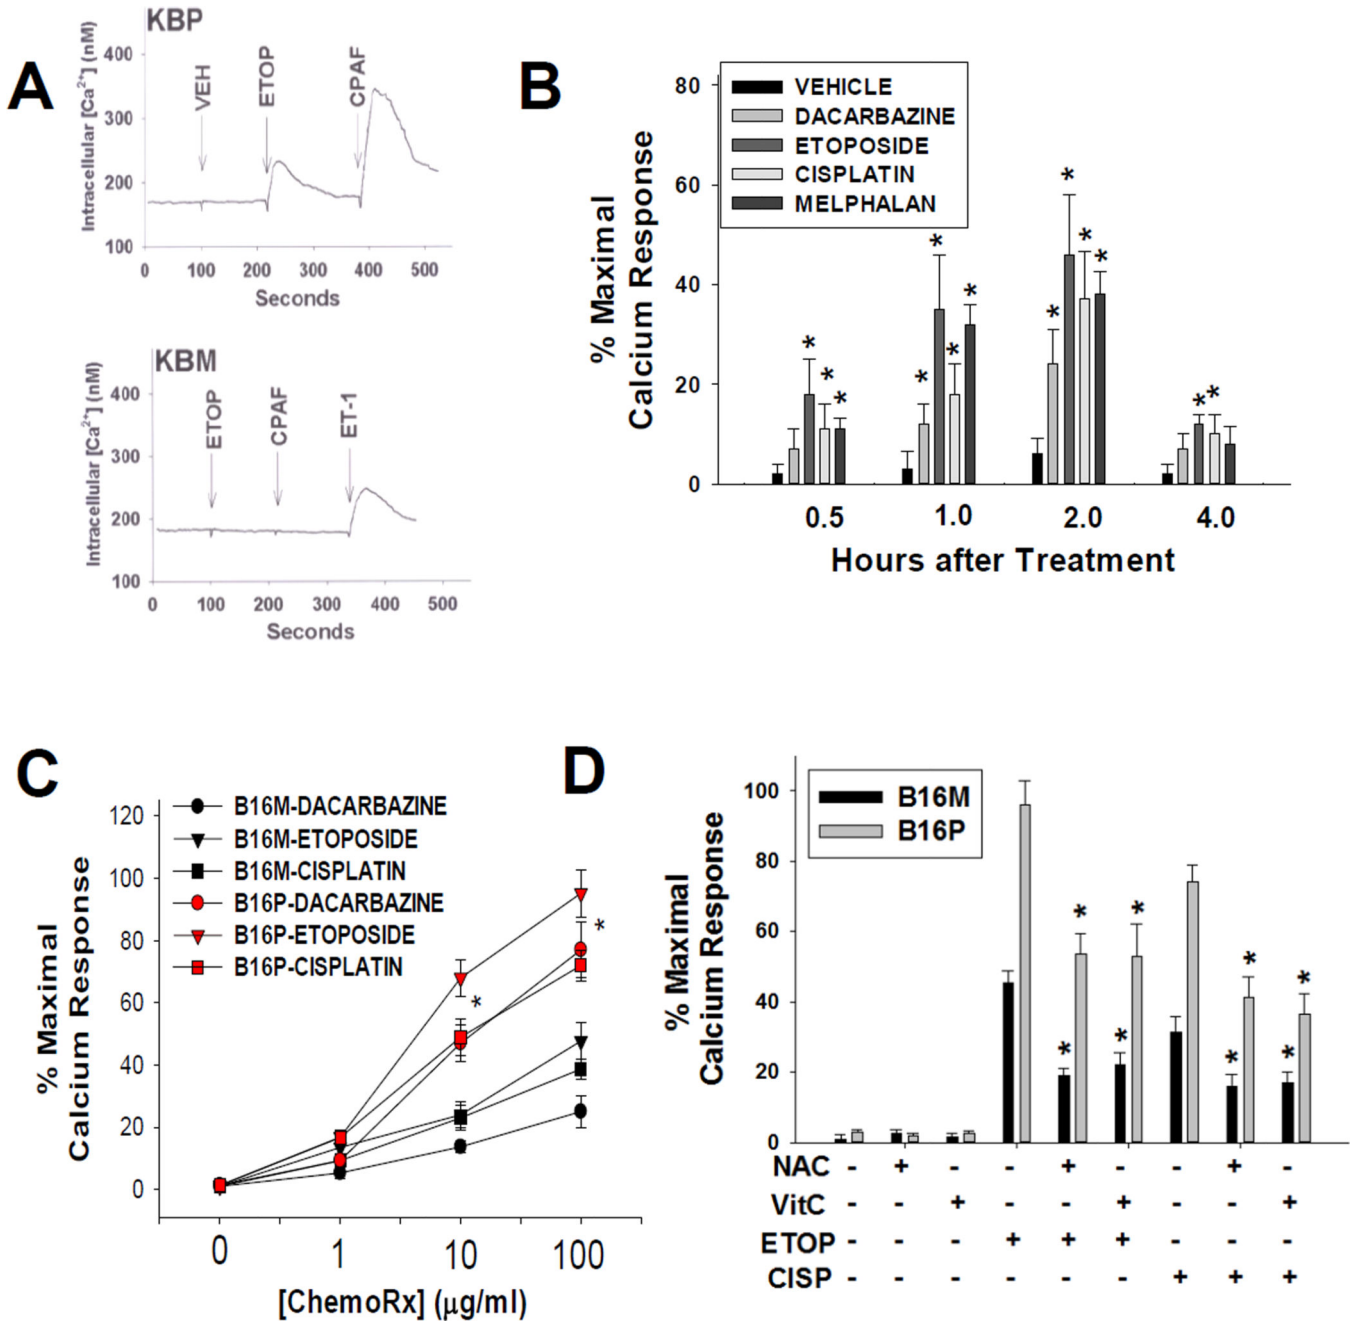 A
KBP
Intracellular [Ca2+] (nM)
400
300
200
100
VEH
ETOP
CPAF
0 100 200 300 400 500
Seconds
KBM
Intracellular [Ca2+] (nM)
400
300
200
100
ETOP
CPAF
ET-1
0 100 200 300 400 500
Seconds
B
% Maximal
Calcium Response
80
60
40
20
0
VEHICLE
DACARBAZINE
ETOPOSIDE
CISPLATIN
MELPHALAN
* * *
* * * *
* * * *
* *
0.5 1.0 2.0 4.0
Hours after Treatment
C
% Maximal
Calcium Response
120
100
80
60
40
20
0
B16M-DACARBAZINE
B16M-ETOPOSIDE
B16M-CISPLATIN
B16P-DACARBAZINE
B16P-ETOPOSIDE
B16P-CISPLATIN
*
*
0 1 10 100
[ChemoRx] (μg/ml)
D
% Maximal
Calcium Response
100
80
60
40
20
0
B16M
B16P
* * * *
* * * *
NAC - + - - + - - + -
VitC - - + - - + - - +
ETOP - - - + + + - - -
CISP - - - - - - + + +